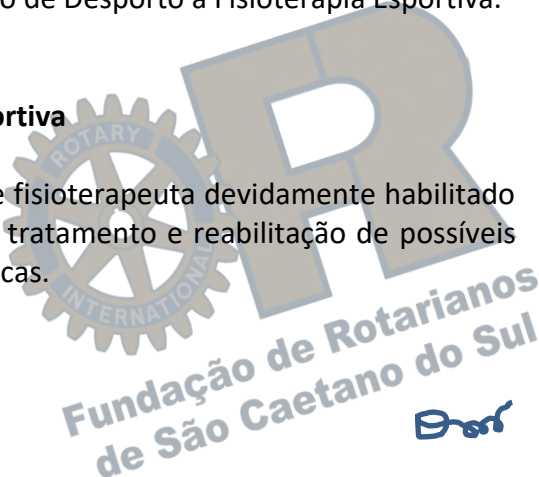 o de Desporto a Fisioterapia Esportiva.
ortiva
e fisioterapeuta devidamente habilitado
tratamento e reabilitação de possíveis
cas.
ROTARY
INTERNATIONAL
Fundação de Rotarianos
de São Caetano do Sul